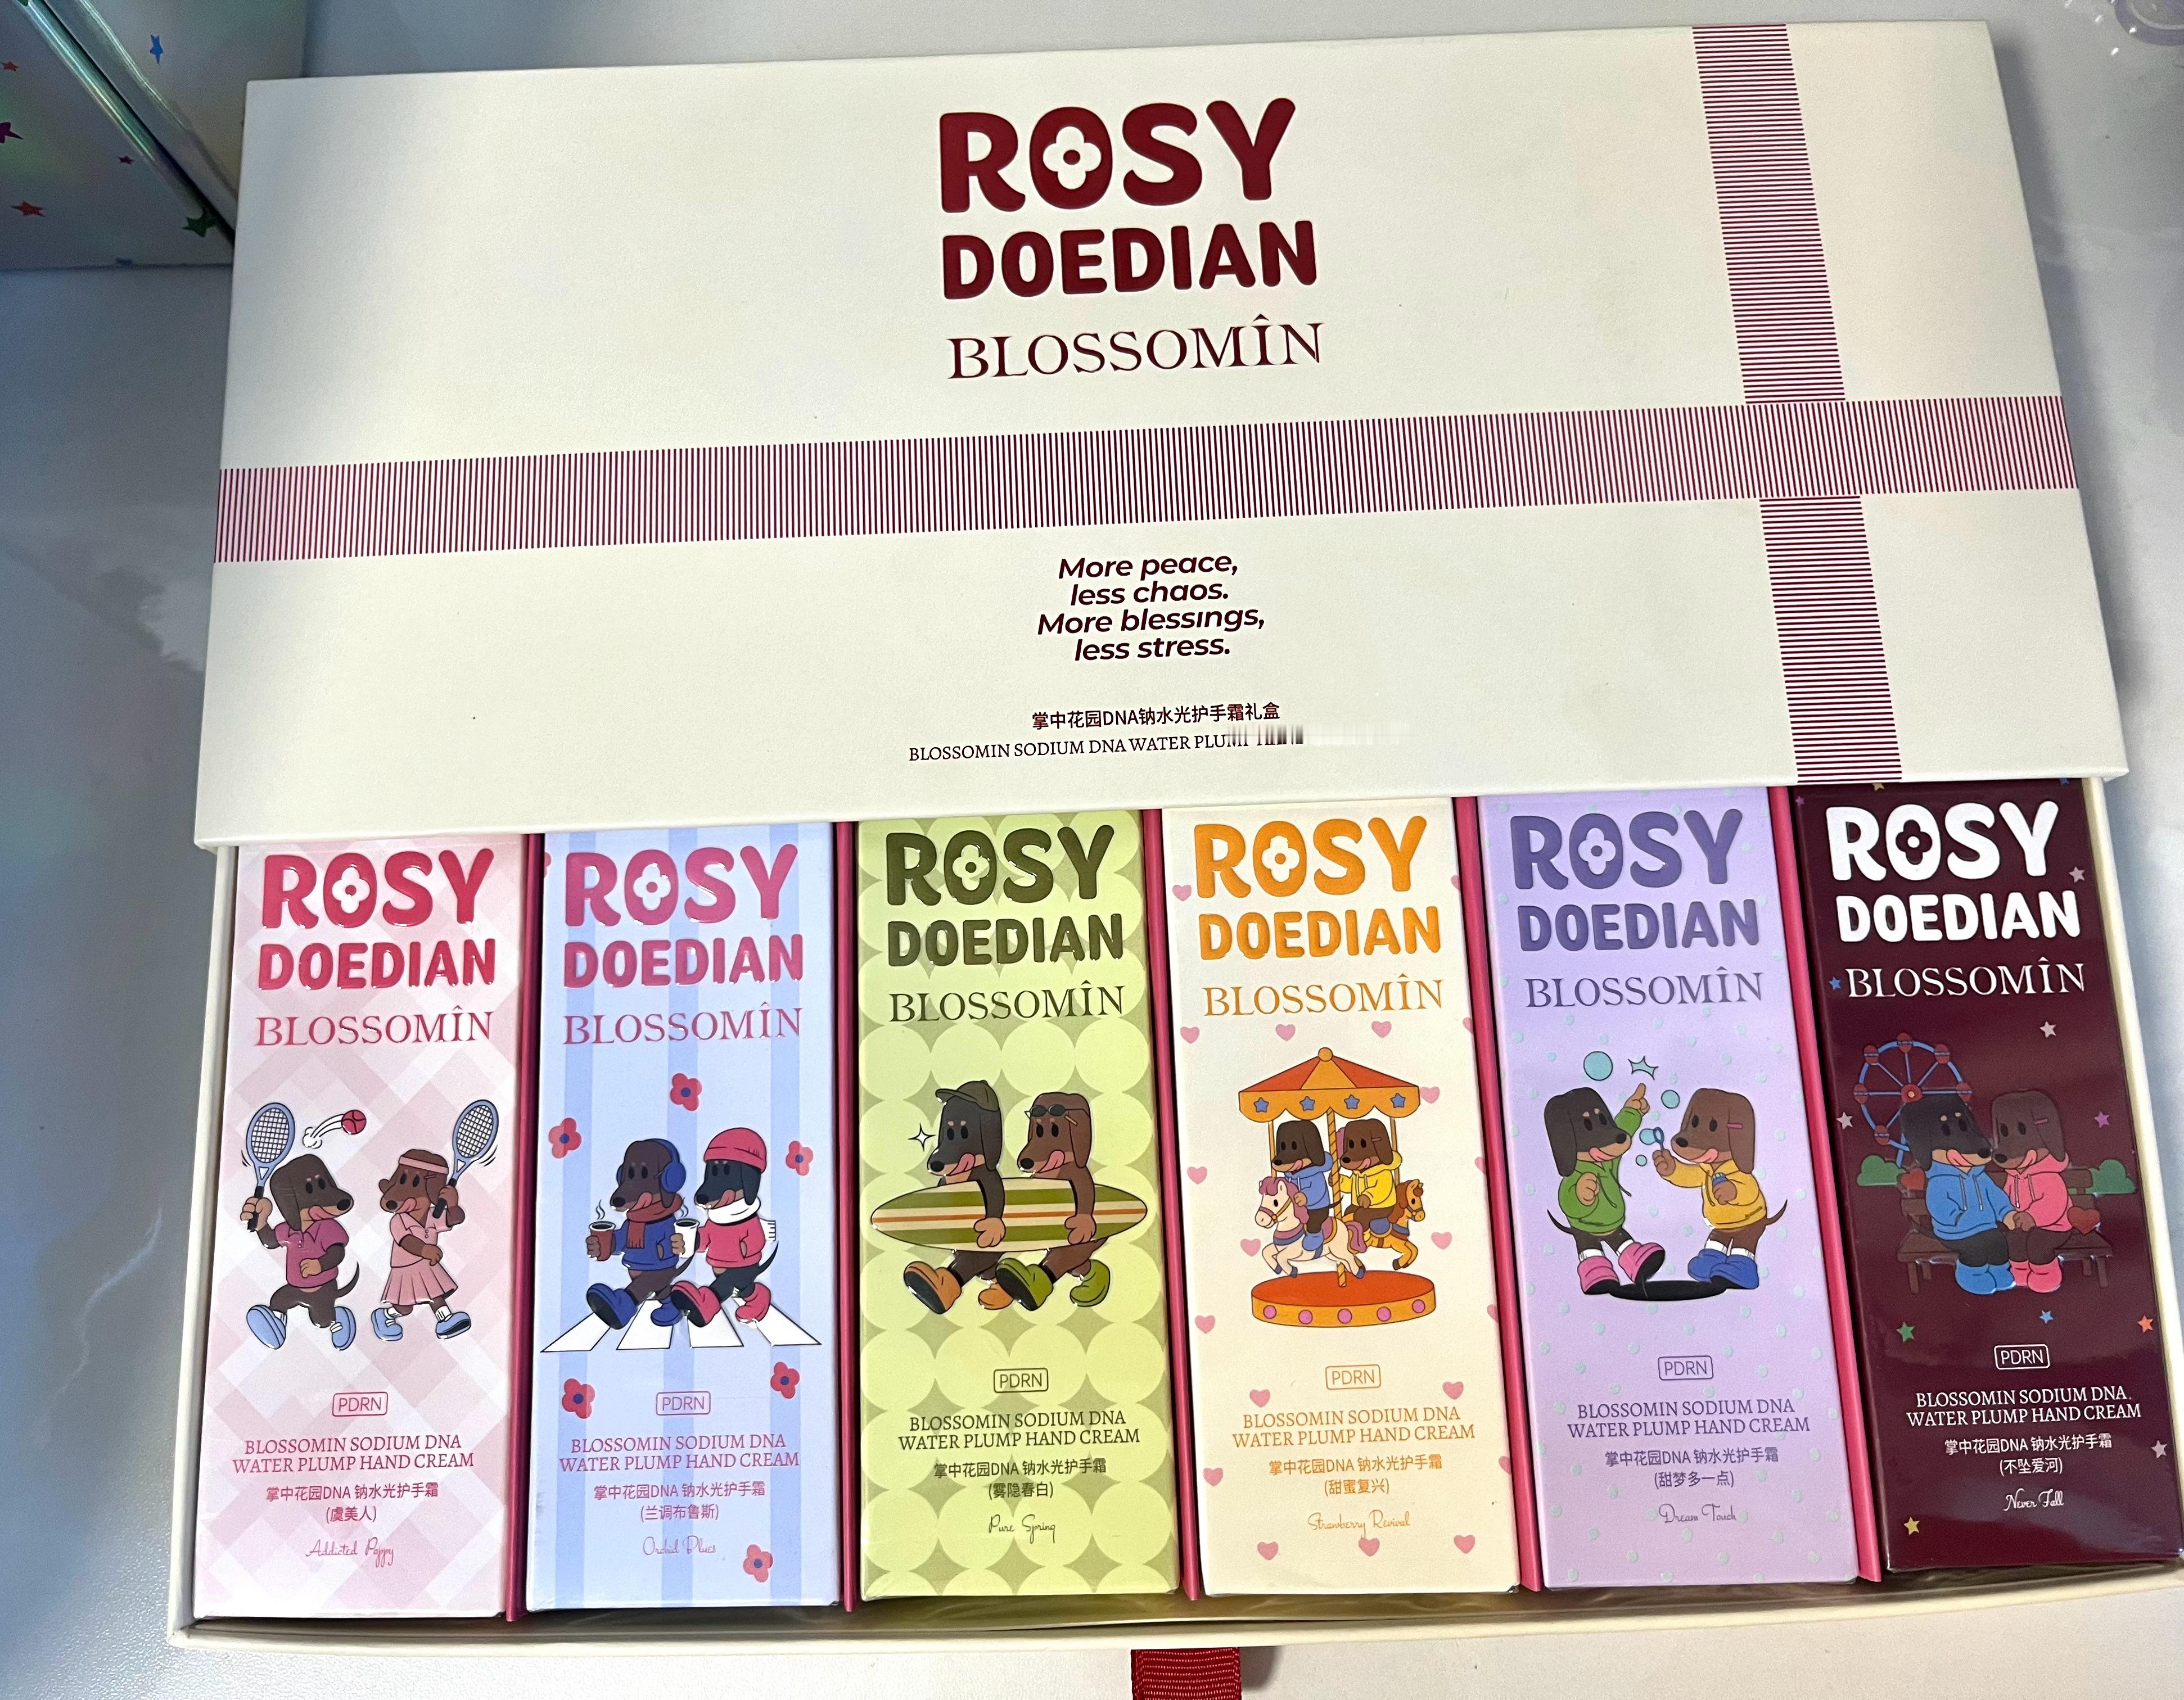 ROSY
DOEDIAN
BLOSSOMÎN
More peace,
less chaos.
More blessings,
less stress.
掌中花园DNA钠水光护手霜礼盒
BLOSSOMIN SODIUM DNA WATER
ROSY
DOEDIAN
BLOSSOMÎN
PDRN
BLOSSOMIN SODIUM DNA
WATER PLUMP HAND CREAM
掌中花园DNA 钠水光护手霜
(虞美人)
Addicted Poppy
ROSY
DOEDIAN
BLOSSOMÎN
PDRN
BLOSSOMIN SODIUM DNA
WATER PLUMP HAND CREAM
掌中花园DNA 钠水光护手霜
(兰调布鲁斯)
Orchid Blues
ROSY
DOEDIAN
BLOSSOMÎN
PDRN
BLOSSOMIN SODIUM DNA
WATER PLUMP HAND CREAM
掌中花园DNA 钠水光护手霜
(雾隐春白)
Pure Spring
ROSY
DOEDIAN
BLOSSOMÎN
PDRN
BLOSSOMIN SODIUM DNA
WATER PLUMP HAND CREAM
掌中花园DNA 钠水光护手霜
(甜蜜复兴)
Strawberry Revival
ROSY
DOEDIAN
BLOSSOMÎN
PDRN
BLOSSOMIN SODIUM DNA
WATER PLUMP HAND CREAM
掌中花园DNA 钠水光护手霜
(甜梦多一点)
Dream Touch
ROSY
DOEDIAN
BLOSSOMÎN
PDRN
BLOSSOMIN SODIUM DNA
WATER PLUMP HAND CREAM
掌中花园DNA 钠水光护手霜
(不坠爱河)
Never Fall